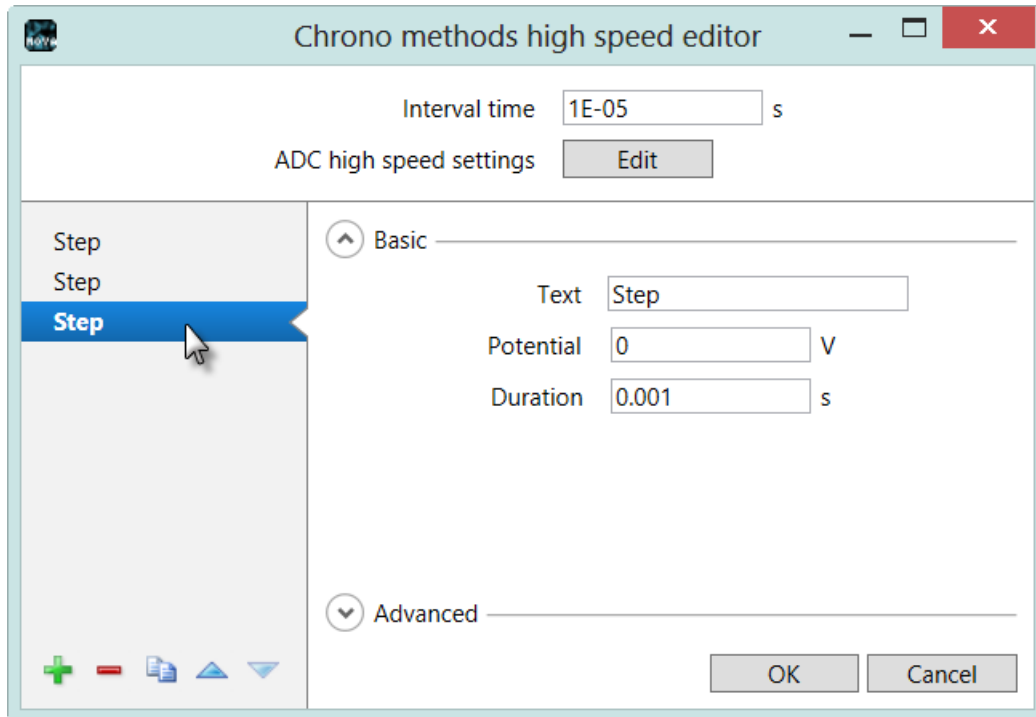 Chrono methods high speed editor
Interval time 1E-05 s
ADC high speed settings Edit
Step
Step
Step
Basic
Text Step
Potential 0 V
Duration 0.001 s
Advanced
OK Cancel